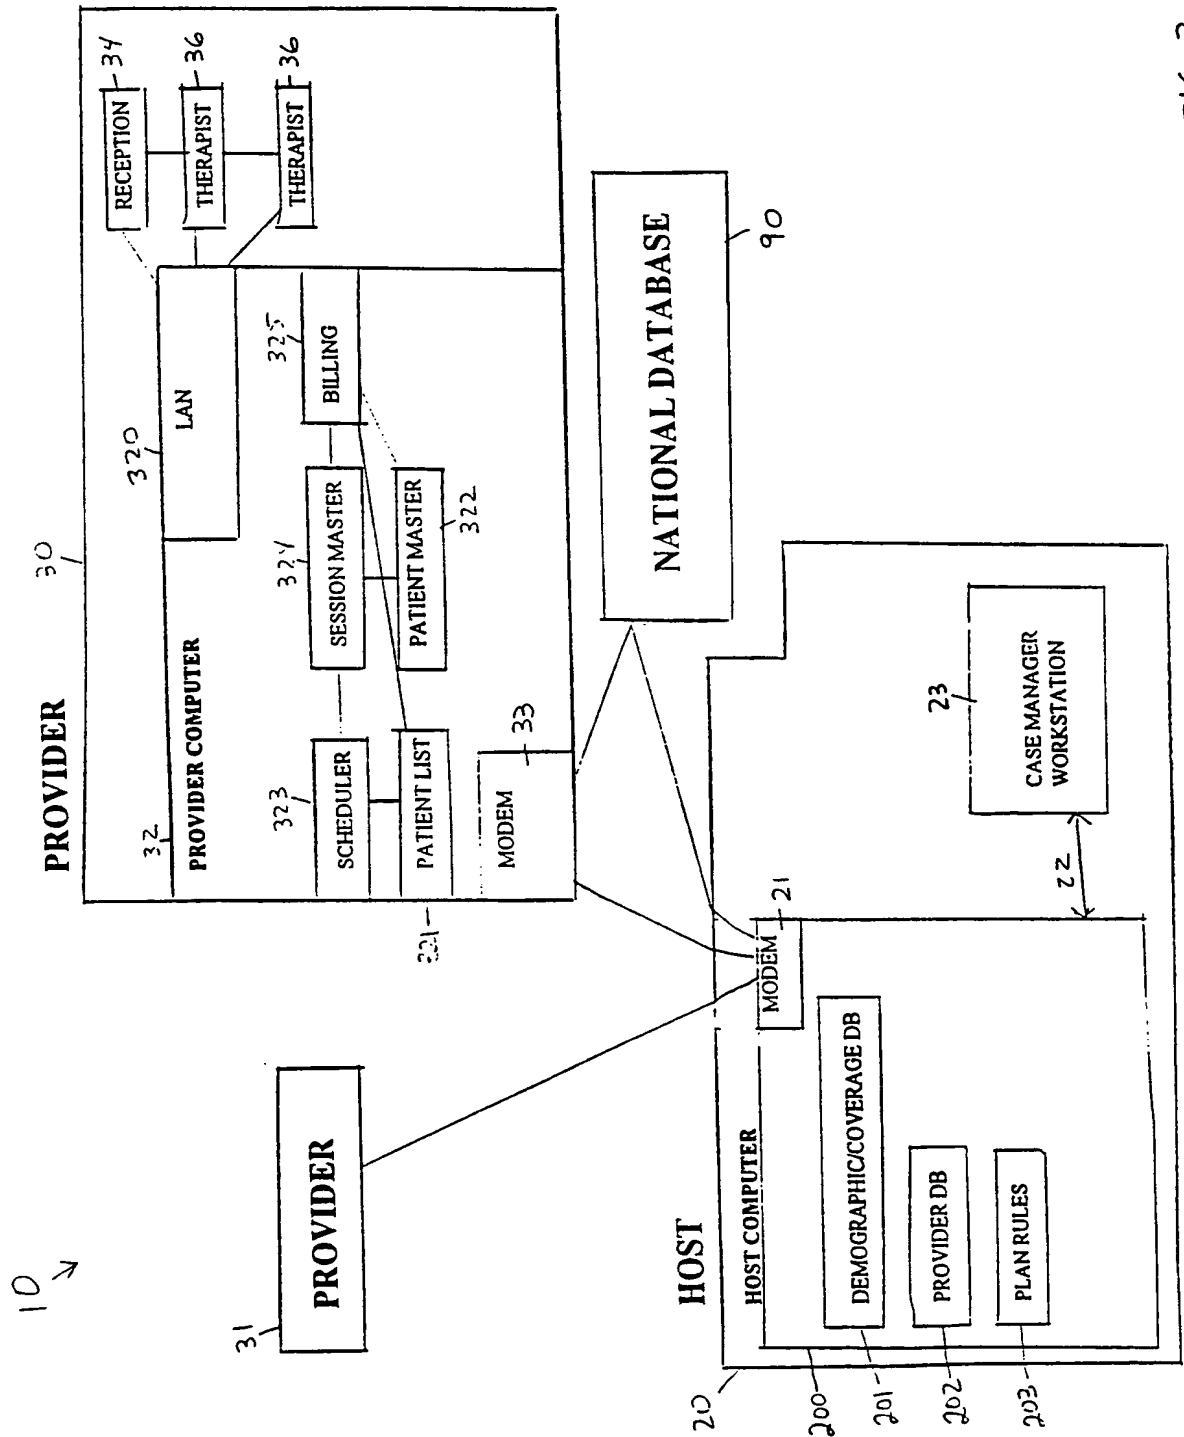 10
PROVIDER
30
34
RECEPTION
36
THERAPIST
36
THERAPIST
32
PROVIDER COMPUTER
320
LAN
323
SCHEDULER
324
SESSION MASTER
325
BILLING
PATIENT LIST
PATIENT MASTER
322
MODEM
33
31
PROVIDER
NATIONAL DATABASE
90
HOST
20
HOST COMPUTER
MODEM
21
200
DEMOGRAPHIC/COVERAGE DB
201
PROVIDER DB
202
PLAN RULES
203
22
23
CASE MANAGER
WORKSTATION